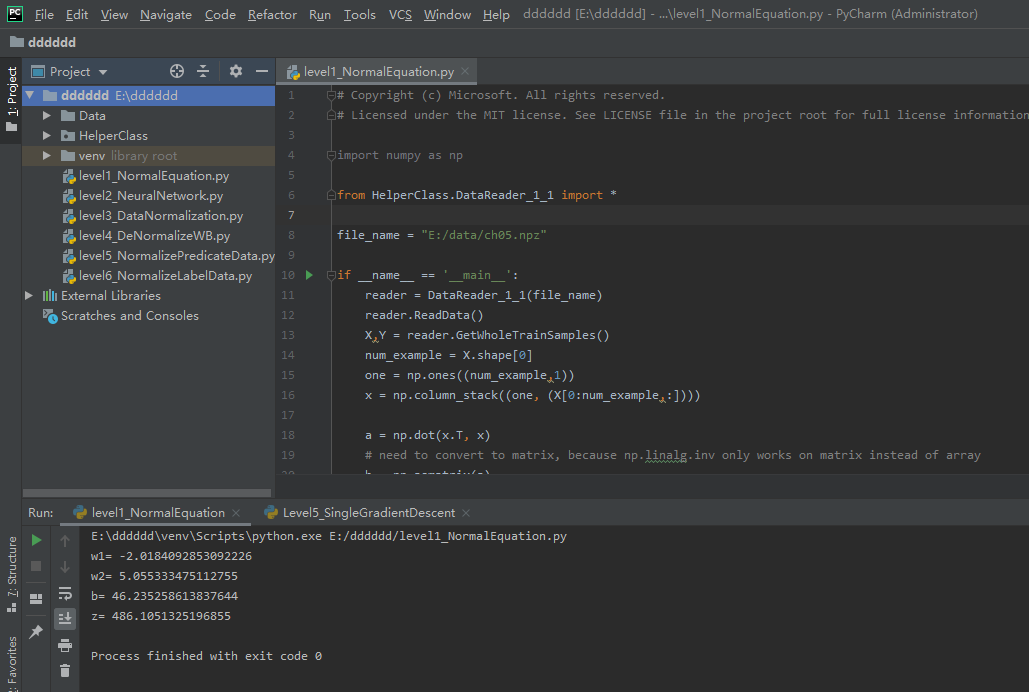 PC File Edit View Navigate Code Refactor Run Tools VCS Window Help dddddd [E:\dddddd] - ...\level1_NormalEquation.py - PyCharm (Administrator)
dddddd
1: Project
Project
level1_NormalEquation.py
dddddd E:\dddddd
Data
HelperClass
venv library root
level1_NormalEquation.py
level2_NeuralNetwork.py
level3_DataNormalization.py
level4_DeNormalizeWB.py
level5_NormalizePredicateData.py
level6_NormalizeLabelData.py
External Libraries
Scratches and Consoles
1 # Copyright (c) Microsoft. All rights reserved.
2 # Licensed under the MIT license. See LICENSE file in the project root for full license information
3
4 import numpy as np
5
6 from HelperClass.DataReader_1_1 import *
7
8 file_name = "E:/data/ch05.npz"
9
10 if __name__ == '__main__':
11 reader = DataReader_1_1(file_name)
12 reader.ReadData()
13 X,Y = reader.GetWholeTrainSamples()
14 num_example = X.shape[0]
15 one = np.ones((num_example,1))
16 x = np.column_stack((one, (X[0:num_example,:])))
17
18 a = np.dot(x.T, x)
19 # need to convert to matrix, because np.linalg.inv only works on matrix instead of array
Run: level1_NormalEquation Level5_SingleGradientDescent
E:\dddddd\venv\Scripts\python.exe E:/dddddd/level1_NormalEquation.py
w1= -2.0184092853092226
w2= 5.055333475112755
b= 46.235258613837644
z= 486.1051325196855
Process finished with exit code 0
7: Structure
Favorites